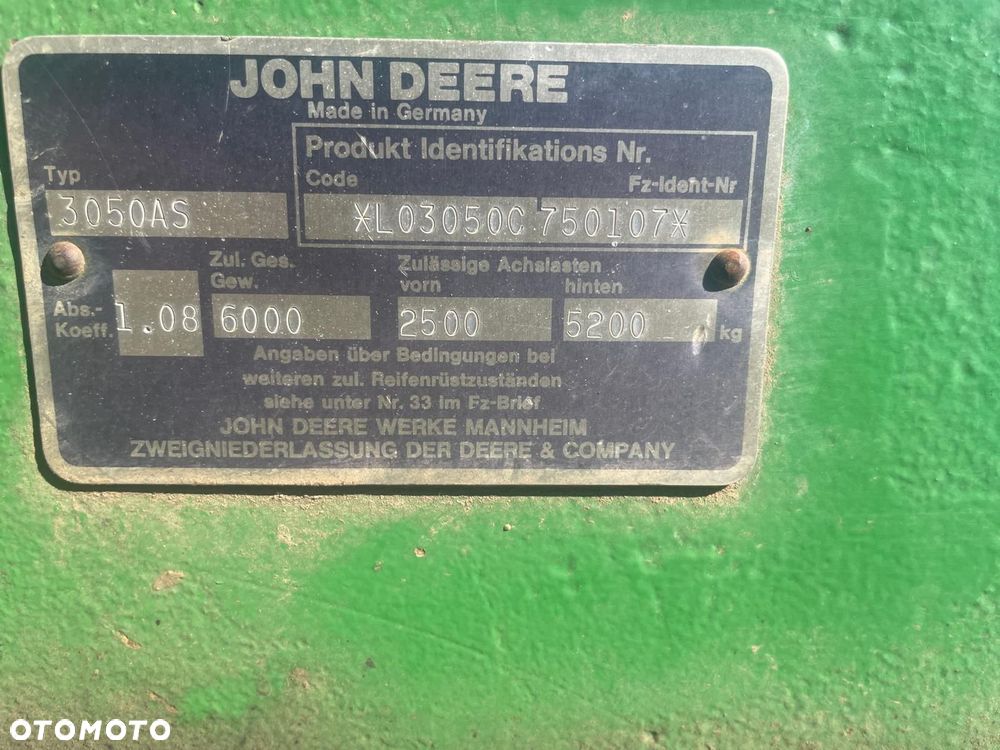 JOHN DEERE
Made in Germany
Produkt Identifikations Nr.
Typ
Code Fz-Ident-Nr
3050AS
*L03050C 750107*
Zul. Ges. Gew.
Zulässige Achslasten
vorn hinten
Abs.-Koeff.
1.08 6000 2500 5200 kg
Angaben über Bedingungen bei
weiteren zul. Reifenrüstzuständen
siehe unter Nr. 33 im Fz-Brief
JOHN DEERE WERKE MANNHEIM
ZWEIGNIEDERLASSUNG DER DEERE & COMPANY
OTOMOTO